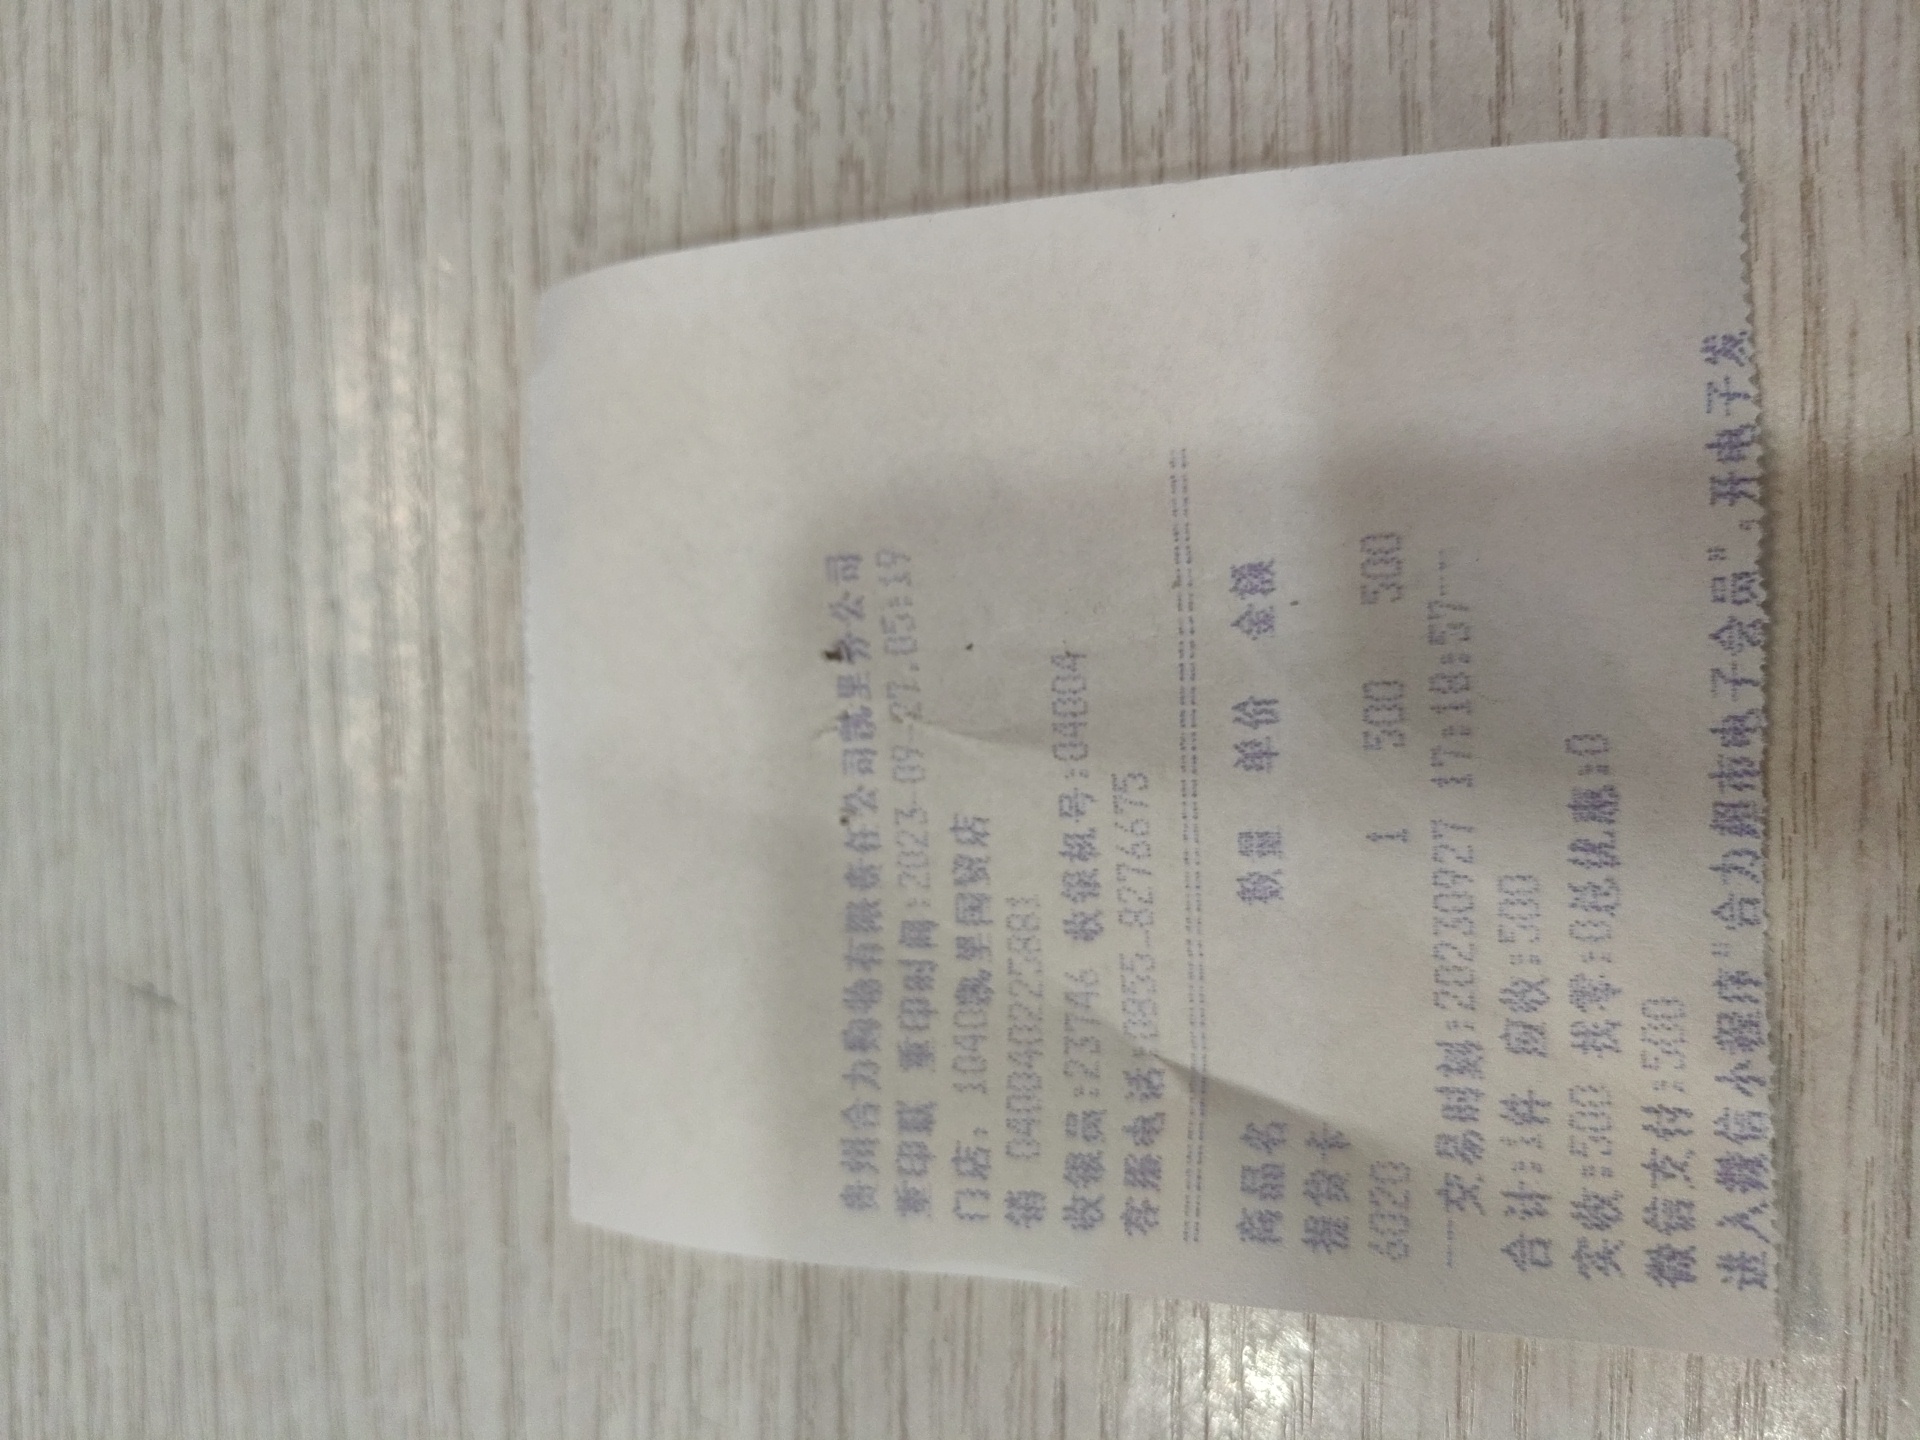 贵州合力购物有限责任公司凯里分公司
重印联 重印时间:2023-09-27.05:19
门店: 1040凯里国贸店
销 0400402225881
收银员:23746 收银机号:04004
客服电话:0855-8276675
商品名 数量 单价 金额
提货卡
6020 1 500 500
---交易时刻:20230927 17:18:57---
合计:1件 应收:500
实收:500 找零:0总优惠:0
微信支付:500
进入微信小程序"合力超市电子会员",开电子发